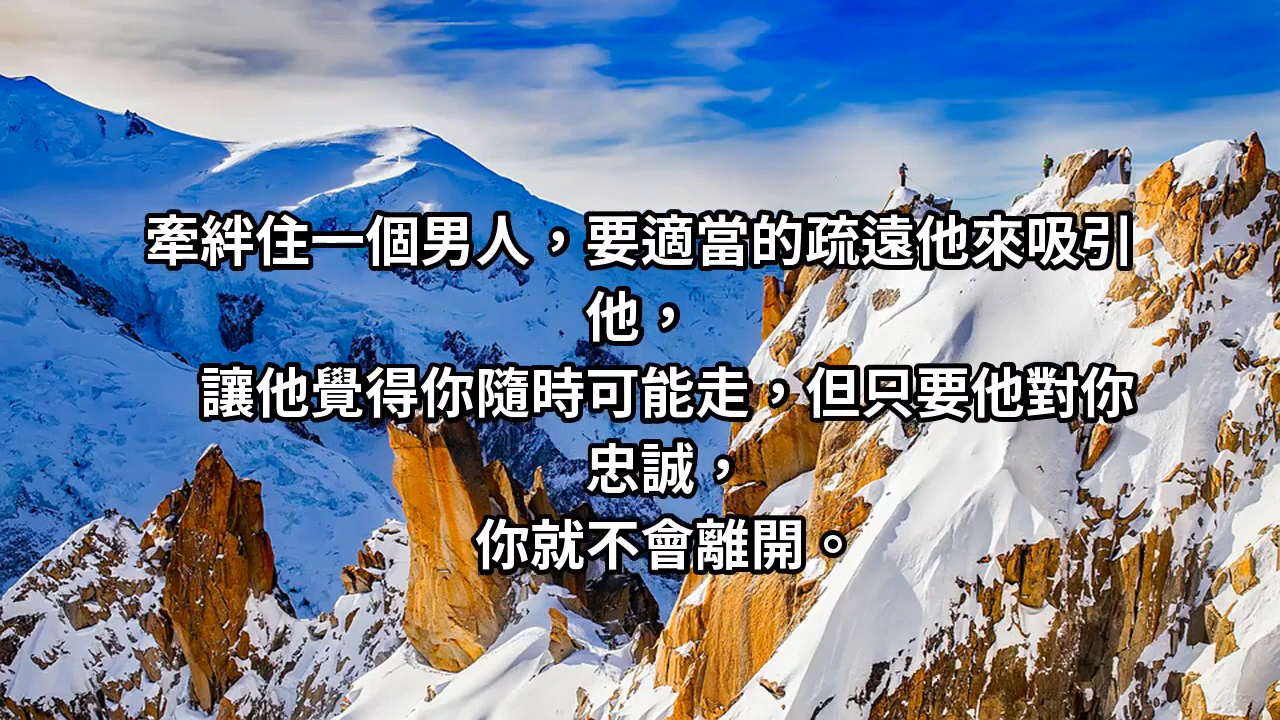 牽絆住一個男人，要適當的疏遠他來吸引
他，
讓他覺得你隨時可能走，但只要他對你
忠誠，
你就不會離開。